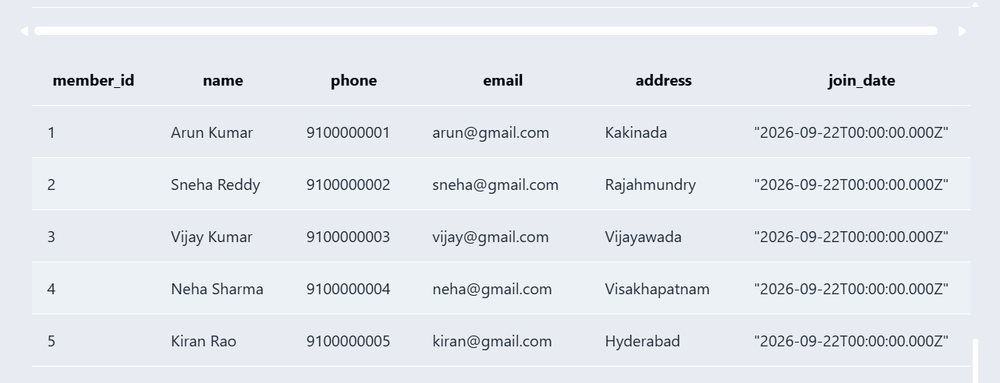 member_id name phone email address join_date
1 Arun Kumar 9100000001 arun@gmail.com Kakinada "2026-09-22T00:00:00.000Z"
2 Sneha Reddy 9100000002 sneha@gmail.com Rajahmundry "2026-09-22T00:00:00.000Z"
3 Vijay Kumar 9100000003 vijay@gmail.com Vijayawada "2026-09-22T00:00:00.000Z"
4 Neha Sharma 9100000004 neha@gmail.com Visakhapatnam "2026-09-22T00:00:00.000Z"
5 Kiran Rao 9100000005 kiran@gmail.com Hyderabad "2026-09-22T00:00:00.000Z"